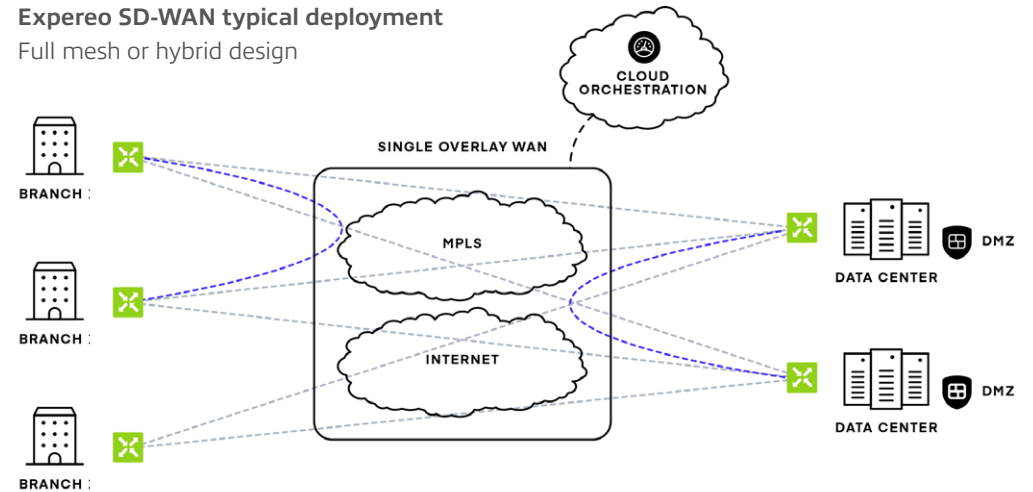 Expereo SD-WAN typical deployment
Full mesh or hybrid design
CLOUD
ORCHESTRATION
SINGLE OVERLAY WAN
BRANCH
MPLS
DMZ
DATA CENTER
BRANCH
INTERNET
DMZ
DATA CENTER
BRANCH